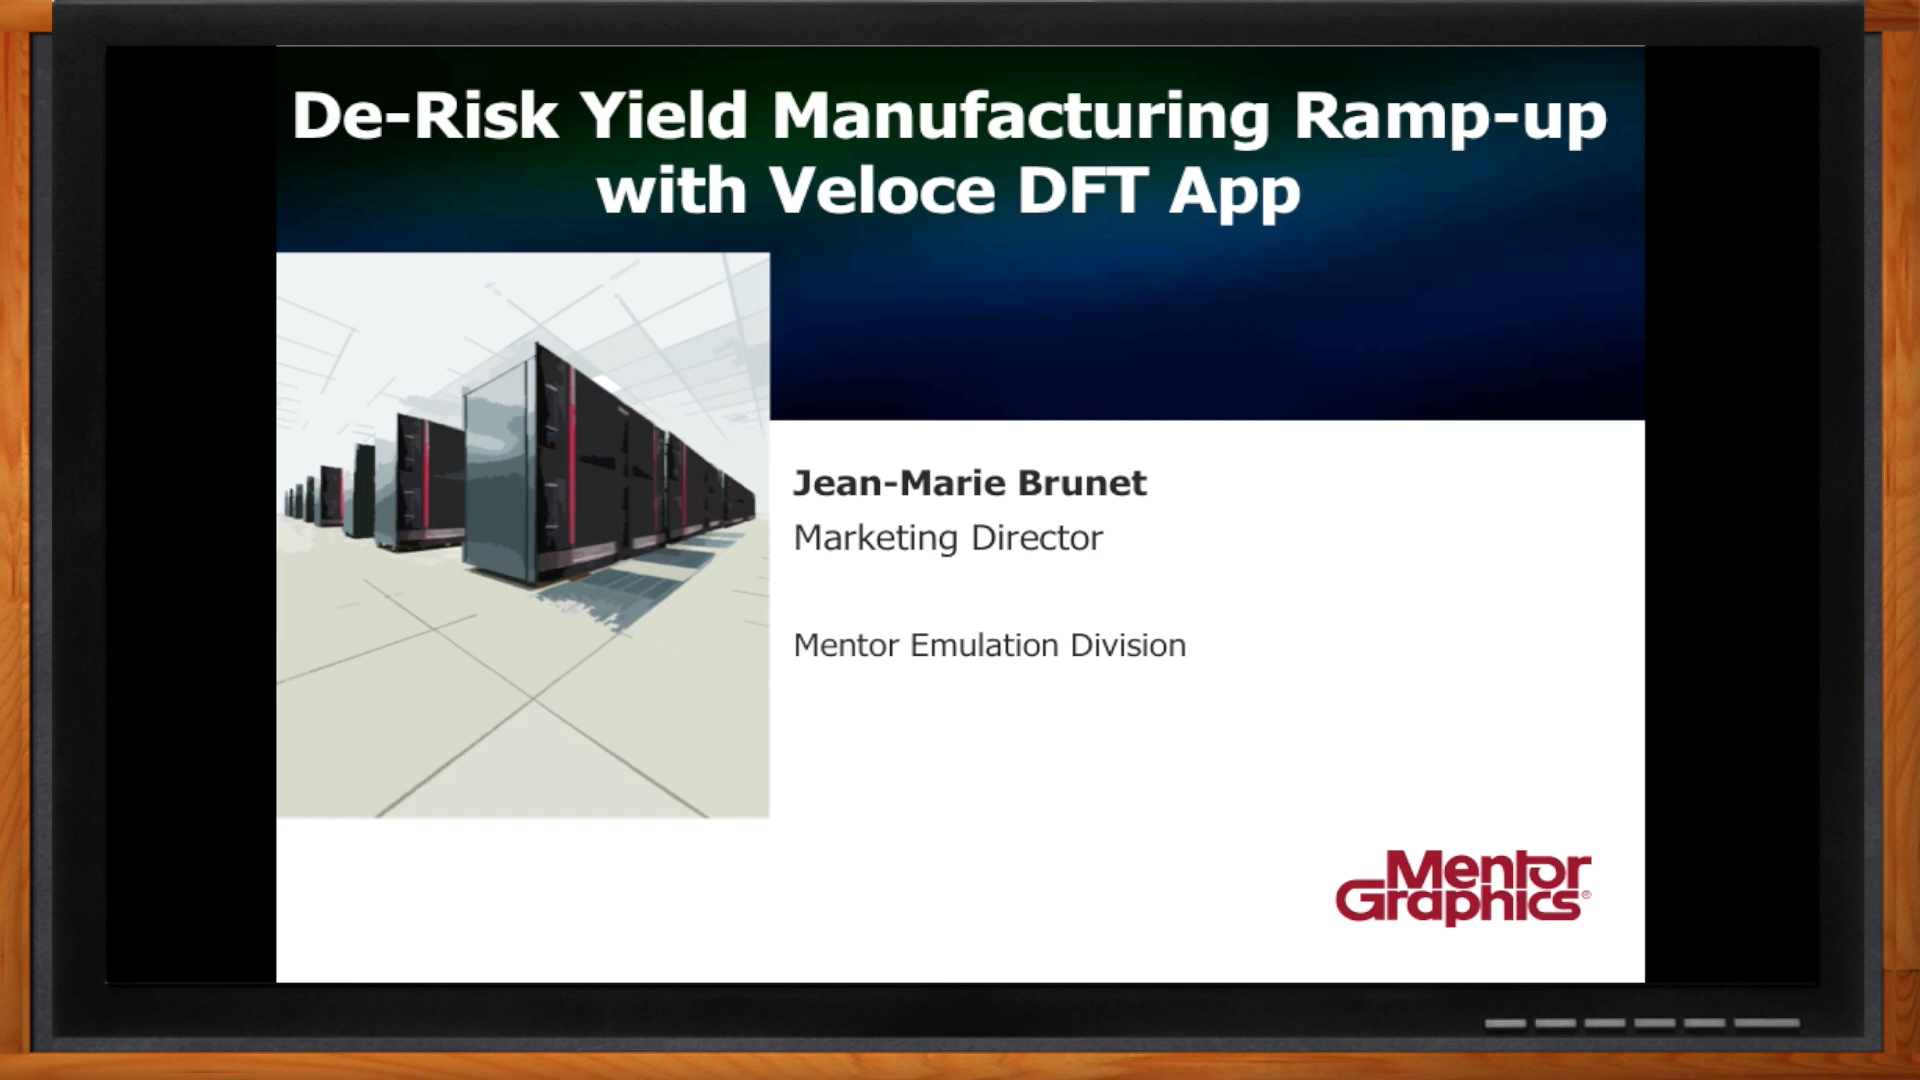 De-Risk Yield Manufacturing Ramp-up
with Veloce DFT App
Jean-Marie Brunet
Marketing Director
Mentor Emulation Division
Mentor
Graphics®